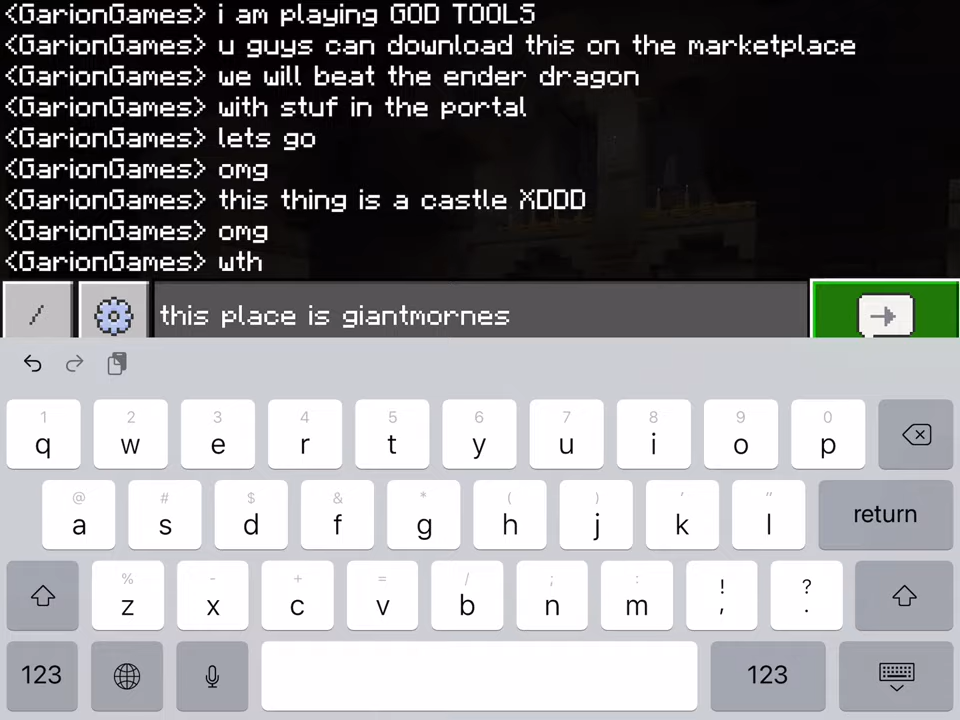 <GarionGames> i am playing GOD TOOLS
<GarionGames> u guys can download this on the marketplace
<GarionGames> we will beat the ender dragon
<GarionGames> with stuf in the portal
<GarionGames> lets go
<GarionGames> omg
<GarionGames> this thing is a castle XDDD
<GarionGames> omg
<GarionGames> wth
/ this place is giantmornes
1 2 3 4 5 6 7 8 9 0
q w e r t y u i o p
@ # $ & * ( ) ' "
a s d f g h j k l return
% - + = / ; : ! ?
z x c v b n m , .
123 123